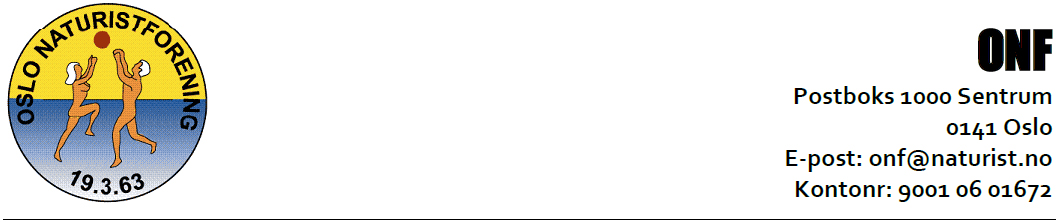 OSLO NATURISTFORENING
19.3.63
ONF
Postboks 1000 Sentrum
0141 Oslo
E-post: onf@naturist.no
Kontonr: 9001 06 01672